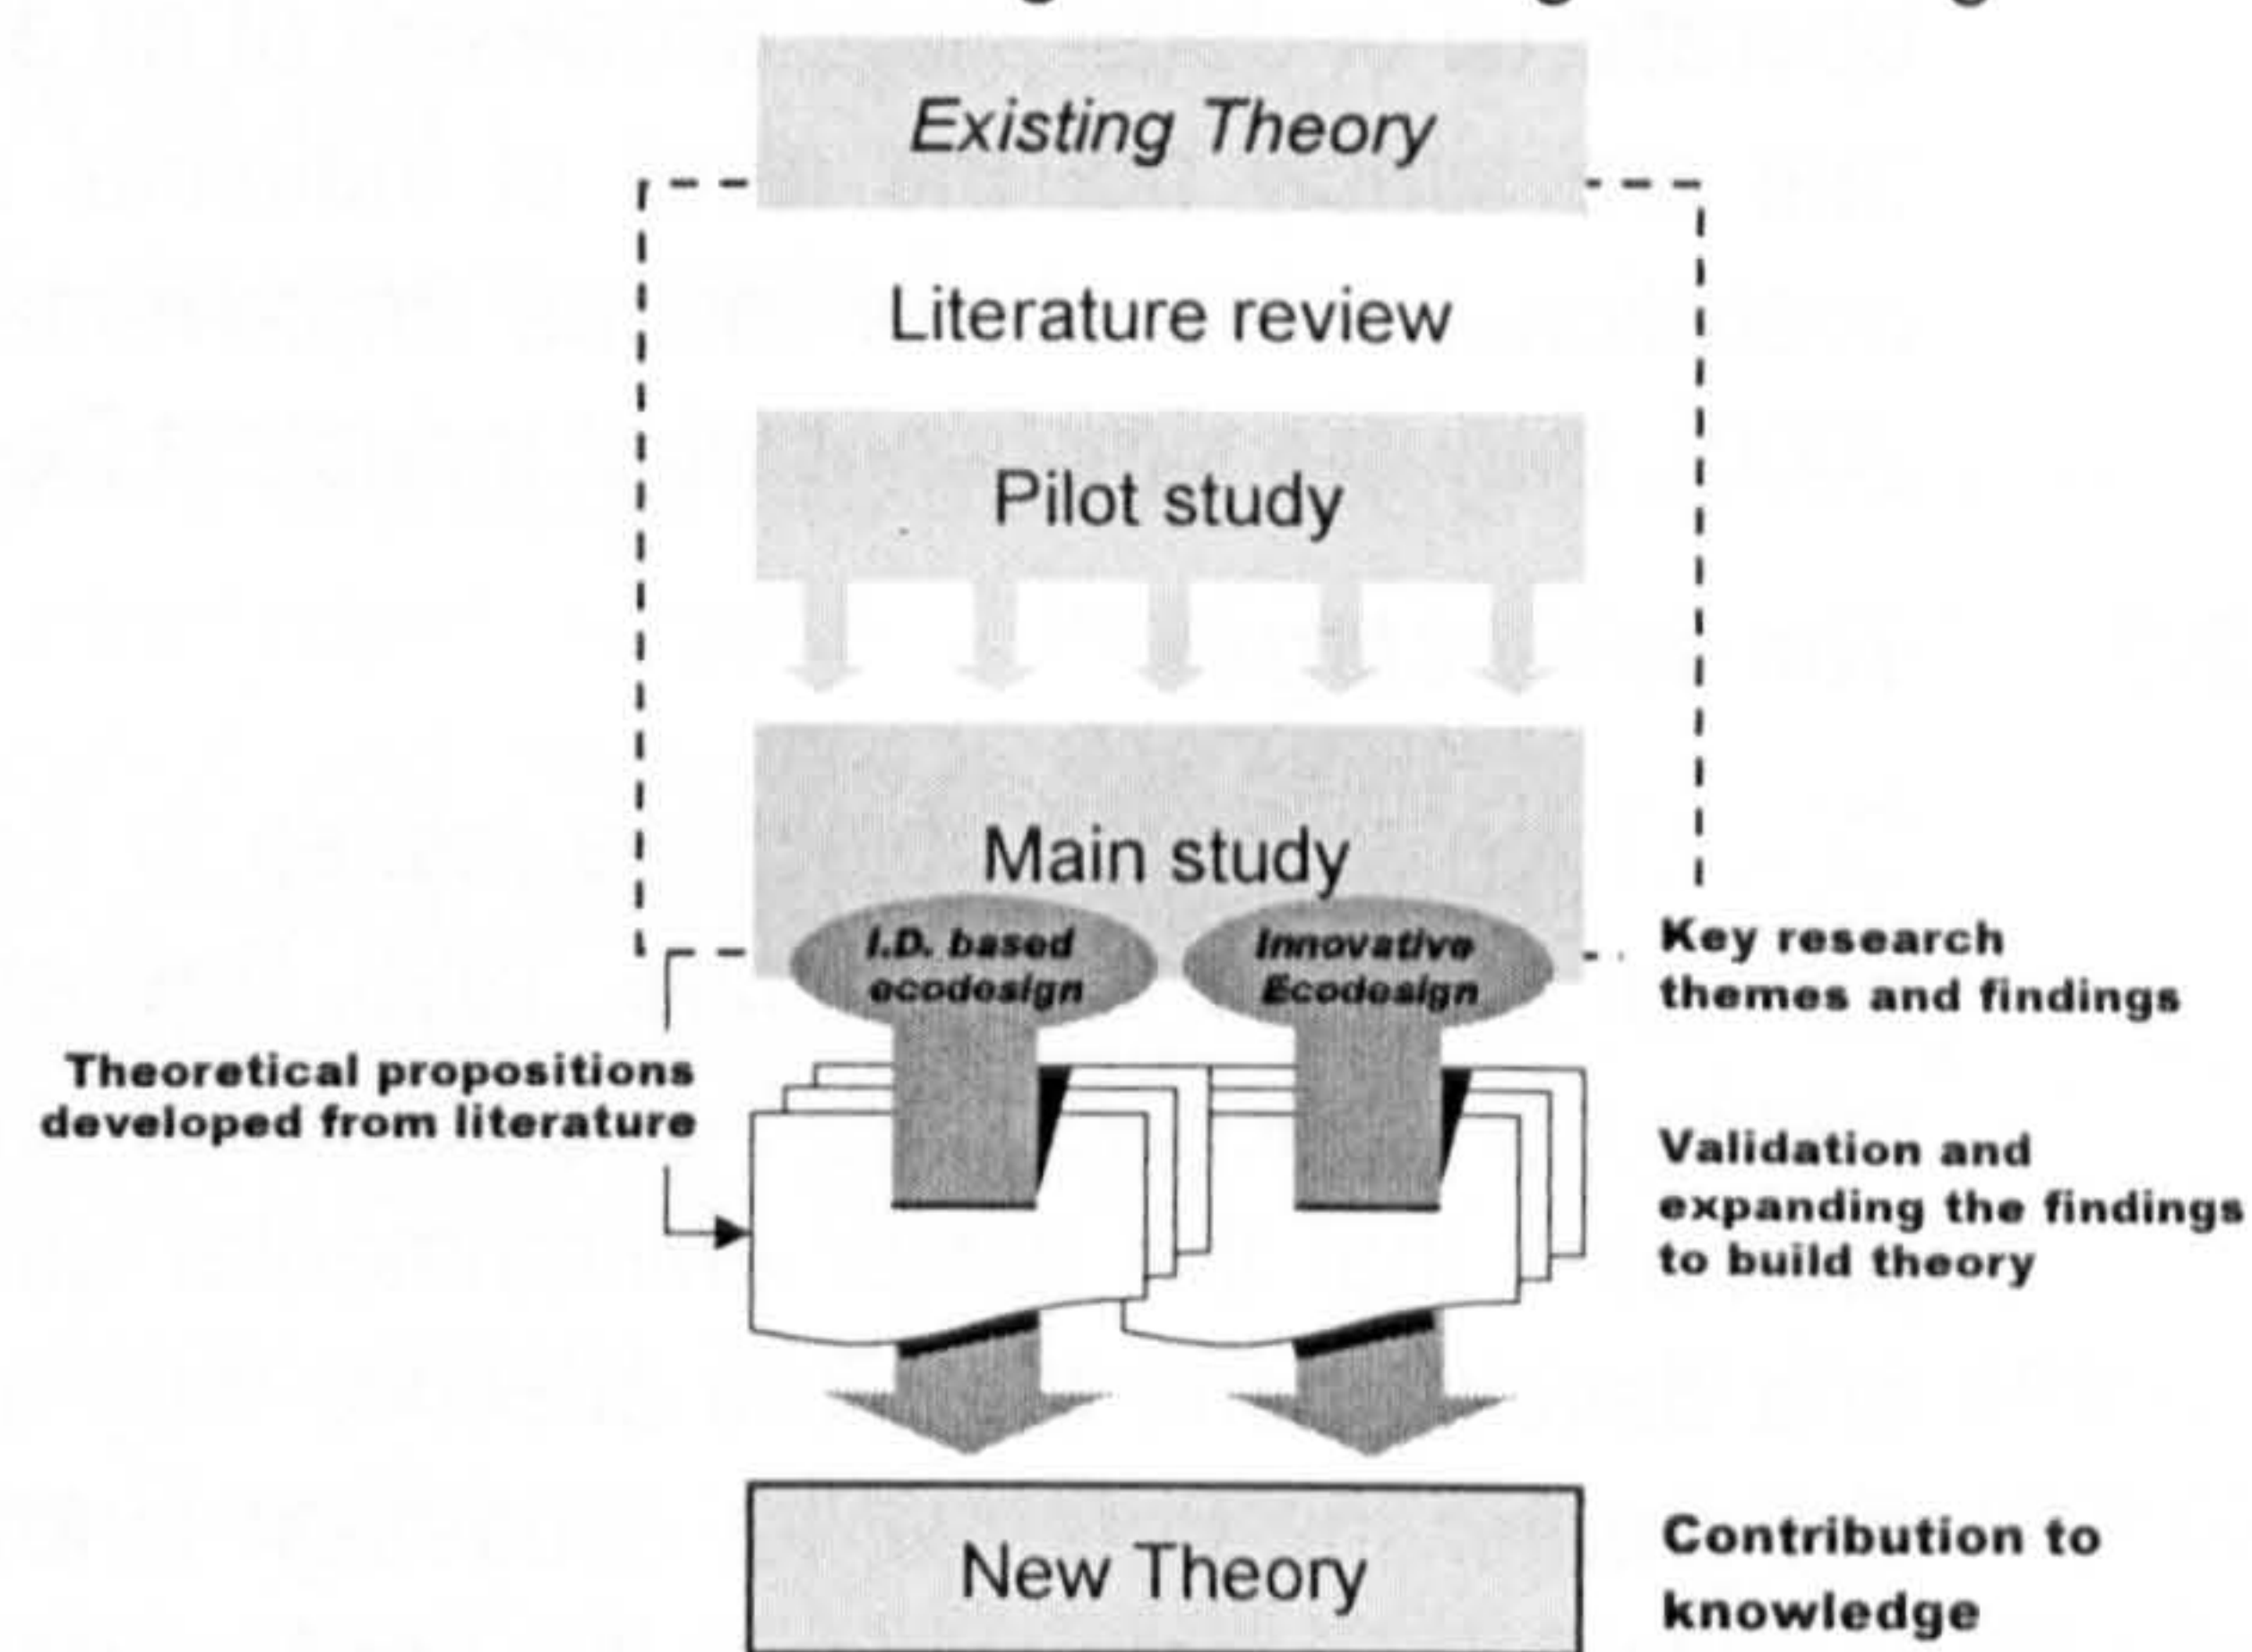 Existing Theory
Literature review
Pilot study
Main study
I.D. based
ecodesign
Innovative
Ecodesign
Key research
themes and findings
Theoretical propositions
developed from literature
Validation and
expanding the findings
to build theory
New Theory
Contribution to
knowledge